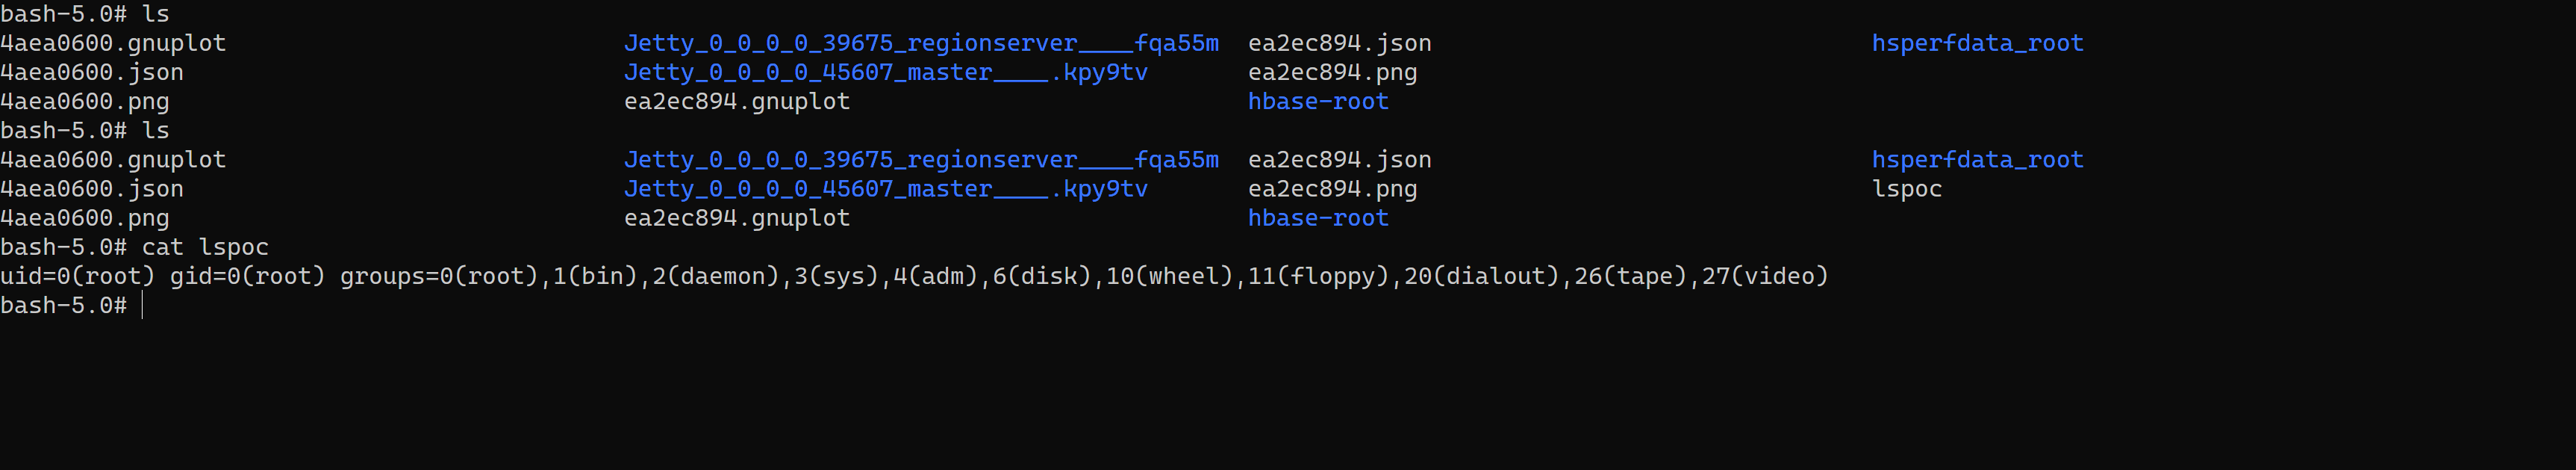 bash-5.0# ls
4aea0600.gnuplot Jetty_0_0_0_0_39675_regionserver____fqa55m ea2ec894.json hsperfdata_root
4aea0600.json Jetty_0_0_0_0_45607_master____.kpy9tv ea2ec894.png
4aea0600.png ea2ec894.gnuplot hbase-root
bash-5.0# ls
4aea0600.gnuplot Jetty_0_0_0_0_39675_regionserver____fqa55m ea2ec894.json hsperfdata_root
4aea0600.json Jetty_0_0_0_0_45607_master____.kpy9tv ea2ec894.png lspoc
4aea0600.png ea2ec894.gnuplot hbase-root
bash-5.0# cat lspoc
uid=0(root) gid=0(root) groups=0(root),1(bin),2(daemon),3(sys),4(adm),6(disk),10(wheel),11(floppy),20(dialout),26(tape),27(video)
bash-5.0#